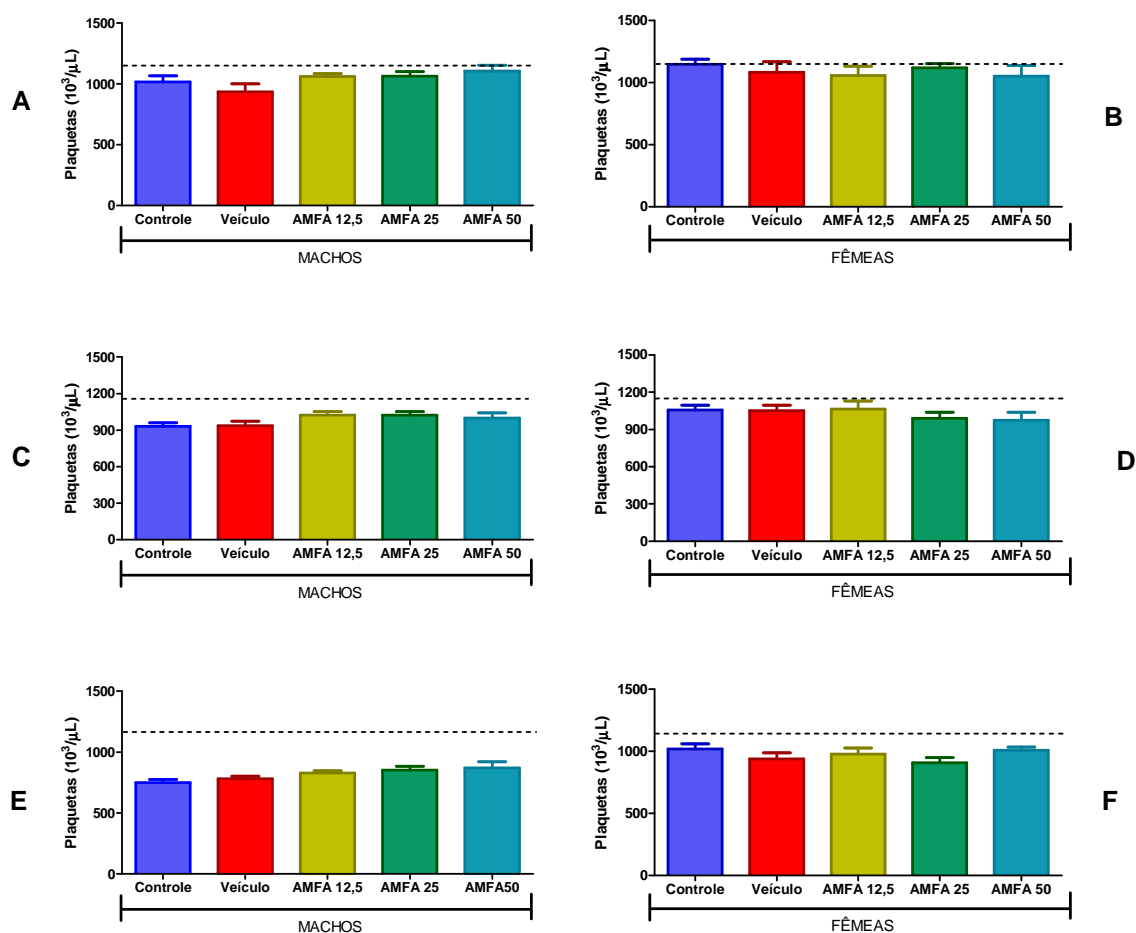 A
Plaquetas (10³/µL)
1500
1000
500
0
Controle Veículo AMFA 12,5 AMFA 25 AMFA 50
MACHOS
B
Plaquetas (10³/µL)
1500
1000
500
0
Controle Veículo AMFA 12,5 AMFA 25 AMFA 50
FÊMEAS
C
Plaquetas (10³/µL)
1500
1200
900
600
300
0
Controle Veículo AMFA 12,5 AMFA 25 AMFA 50
MACHOS
D
Plaquetas (10³/µL)
1500
1200
900
600
300
0
Controle Veículo AMFA 12,5 AMFA 25 AMFA 50
FÊMEAS
E
Plaquetas (10³/µL)
1500
1000
500
0
Controle Veículo AMFA 12,5 AMFA 25 AMFA50
MACHOS
F
Plaquetas (10³/µL)
1500
1000
500
0
Controle Veículo AMFA 12,5 AMFA 25 AMFA 50
FÊMEAS